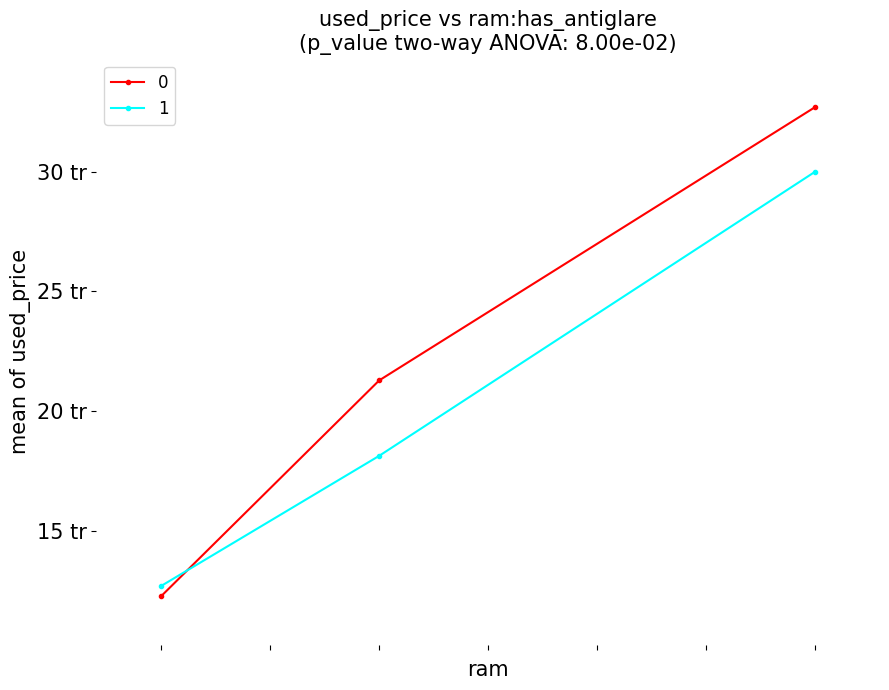 used_price vs ram:has_antiglare
(p_value two-way ANOVA: 8.00e-02)
0
1
30 tr
25 tr
20 tr
15 tr
mean of used_price
ram